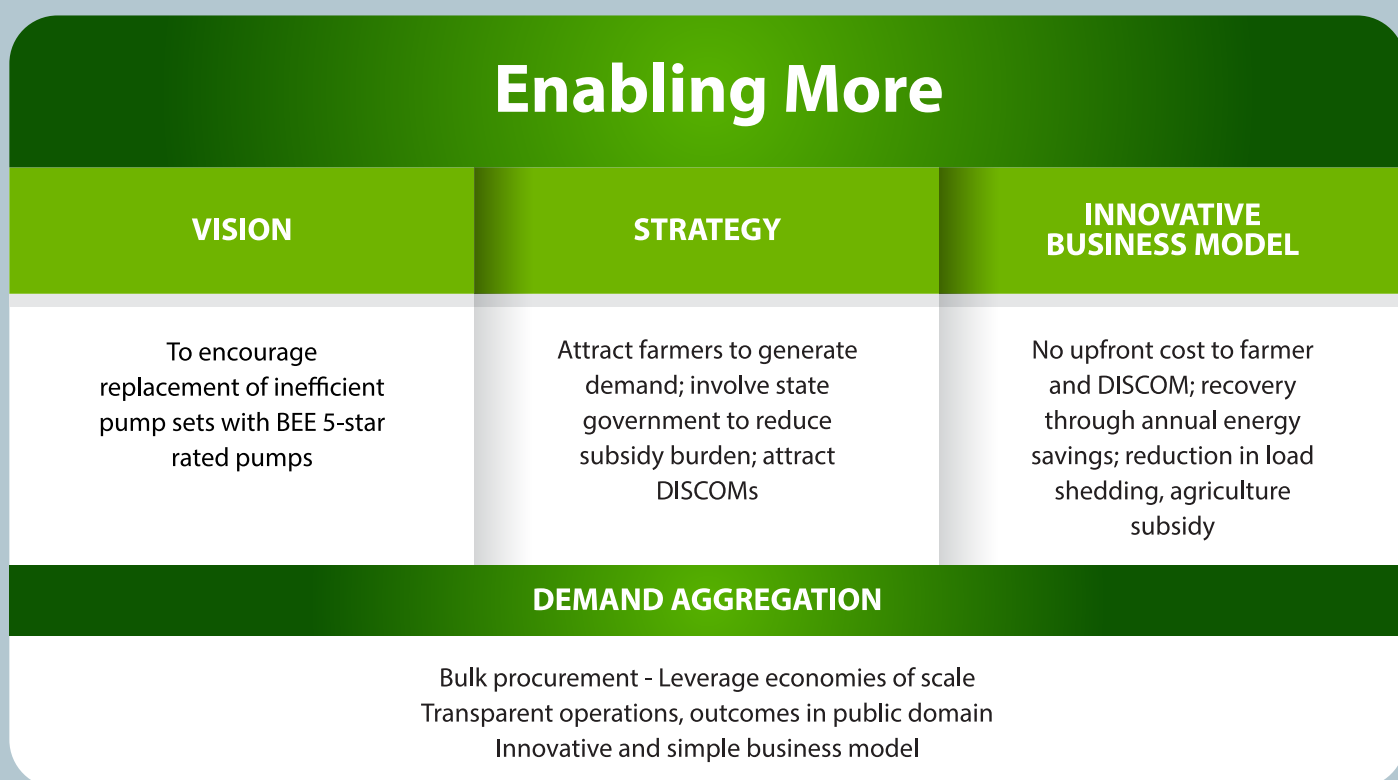 Enabling More
VISION
STRATEGY
INNOVATIVE
BUSINESS MODEL
To encourage
replacement of inefficient
pump sets with BEE 5-star
rated pumps
Attract farmers to generate
demand; involve state
government to reduce
subsidy burden; attract
DISCOMs
No upfront cost to farmer
and DISCOM; recovery
through annual energy
savings; reduction in load
shedding, agriculture
subsidy
DEMAND AGGREGATION
Bulk procurement - Leverage economies of scale
Transparent operations, outcomes in public domain
Innovative and simple business model